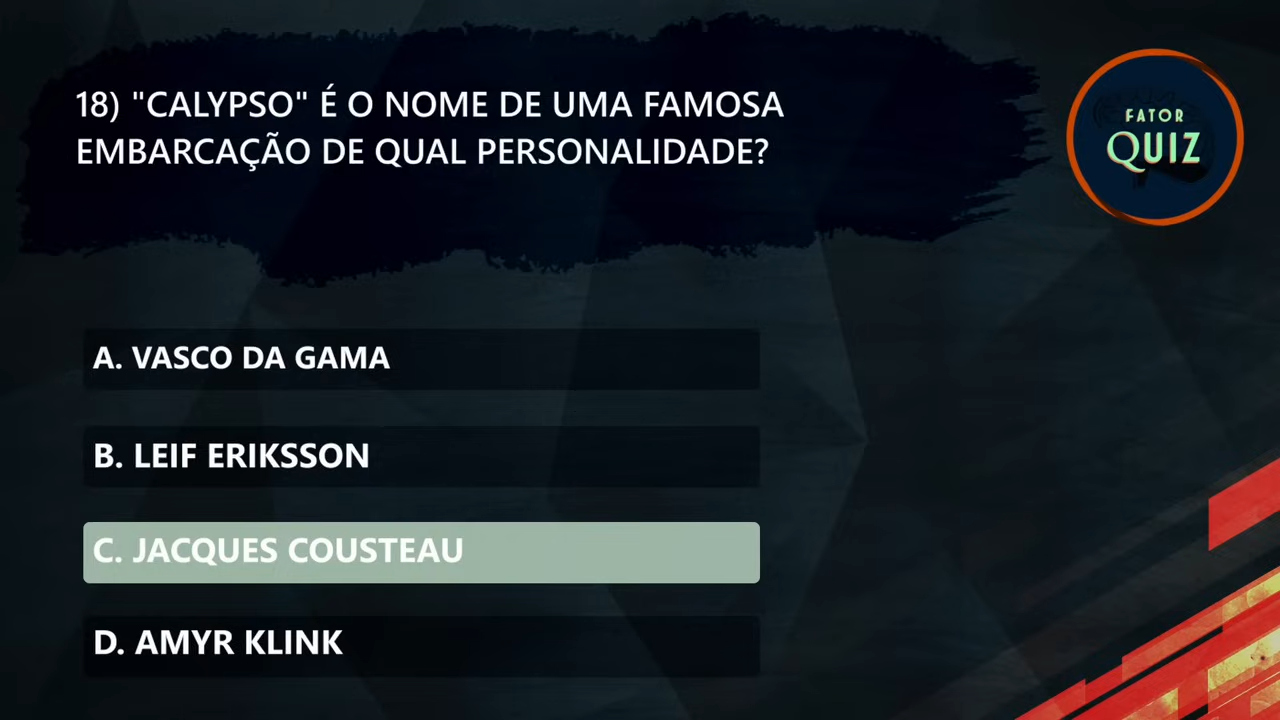 18) "CALYPSO" É O NOME DE UMA FAMOSA
EMBARCAÇÃO DE QUAL PERSONALIDADE?
FATOR
QUIZ
A. VASCO DA GAMA
B. LEIF ERIKSSON
C. JACQUES COUSTEAU
D. AMYR KLINK